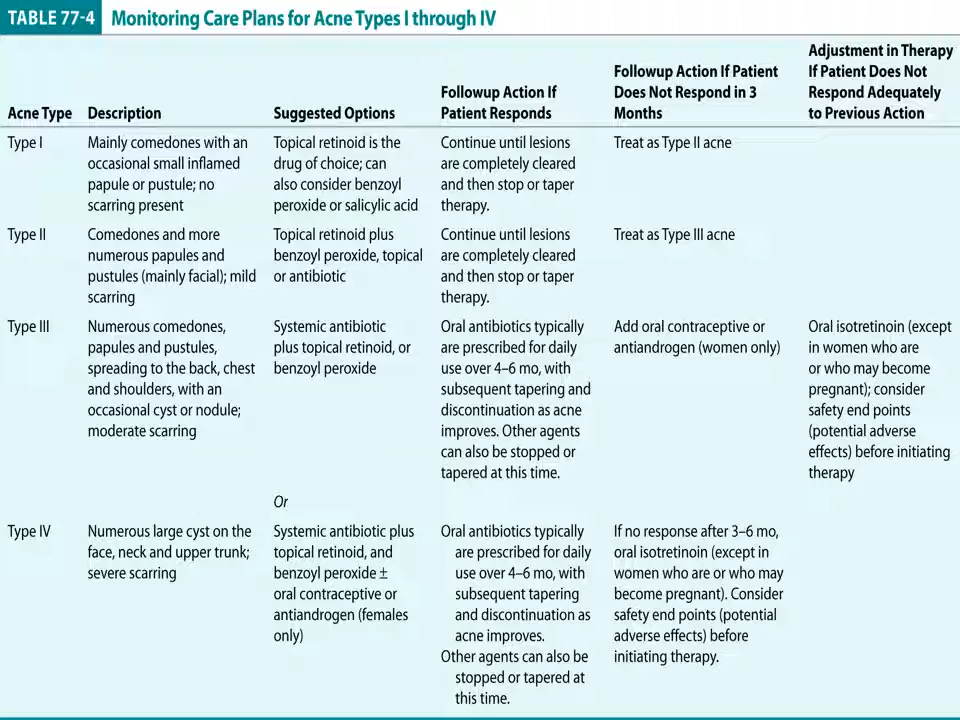 TABLE 77-4 Monitoring Care Plans for Acne Types I through IV
Acne Type
Description
Suggested Options
Followup Action If
Patient Responds
Followup Action If Patient
Does Not Respond in 3
Months
Adjustment in Therapy
If Patient Does Not
Respond Adequately
to Previous Action
Type I
Mainly comedones with an
occasional small inflamed
papule or pustule; no
scarring present
Topical retinoid is the
drug of choice; can
also consider benzoyl
peroxide or salicylic acid
Continue until lesions
are completely cleared
and then stop or taper
therapy.
Treat as Type II acne
Type II
Comedones and more
numerous papules and
pustules (mainly facial); mild
scarring
Topical retinoid plus
benzoyl peroxide, topical
or antibiotic
Continue until lesions
are completely cleared
and then stop or taper
therapy.
Treat as Type III acne
Type III
Numerous comedones,
papules and pustules,
spreading to the back, chest
and shoulders, with an
occasional cyst or nodule;
moderate scarring
Systemic antibiotic
plus topical retinoid, or
benzoyl peroxide
Oral antibiotics typically
are prescribed for daily
use over 4–6 mo, with
subsequent tapering and
discontinuation as acne
improves. Other agents
can also be stopped or
tapered at this time.
Add oral contraceptive or
antiandrogen (women only)
Oral isotretinoin (except
in women who are
or who may become
pregnant); consider
safety end points
(potential adverse
effects) before initiating
therapy
Or
Type IV
Numerous large cyst on the
face, neck and upper trunk;
severe scarring
Systemic antibiotic plus
topical retinoid, and
benzoyl peroxide ±
oral contraceptive or
antiandrogen (females
only)
Oral antibiotics typically
are prescribed for daily
use over 4–6 mo, with
subsequent tapering
and discontinuation as
acne improves.
Other agents can also be
stopped or tapered at
this time.
If no response after 3–6 mo,
oral isotretinoin (except in
women who are or who may
become pregnant). Consider
safety end points (potential
adverse effects) before
initiating therapy.